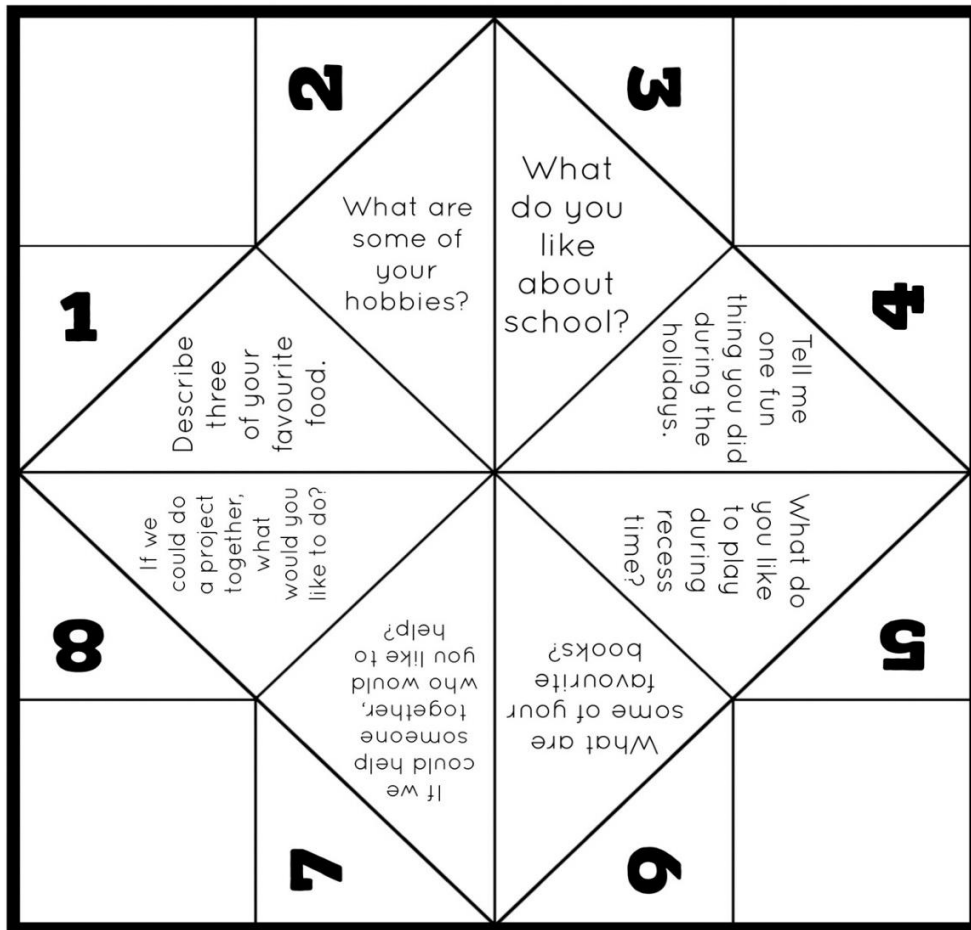 2
3
What are
some of
your
hobbies?
What
do you
like
about
school?
1
4
Describe
three
of your
favourite
food.
Tell me
one fun
thing you did
during the
holidays.
If we
could do
a project
together,
what
would you
like to do?
What do
you like
to play
during
recess
time?
8
5
If we
could help
someone
together,
who would
you like to
help?
What are
some of your
favourite
books?
7
6